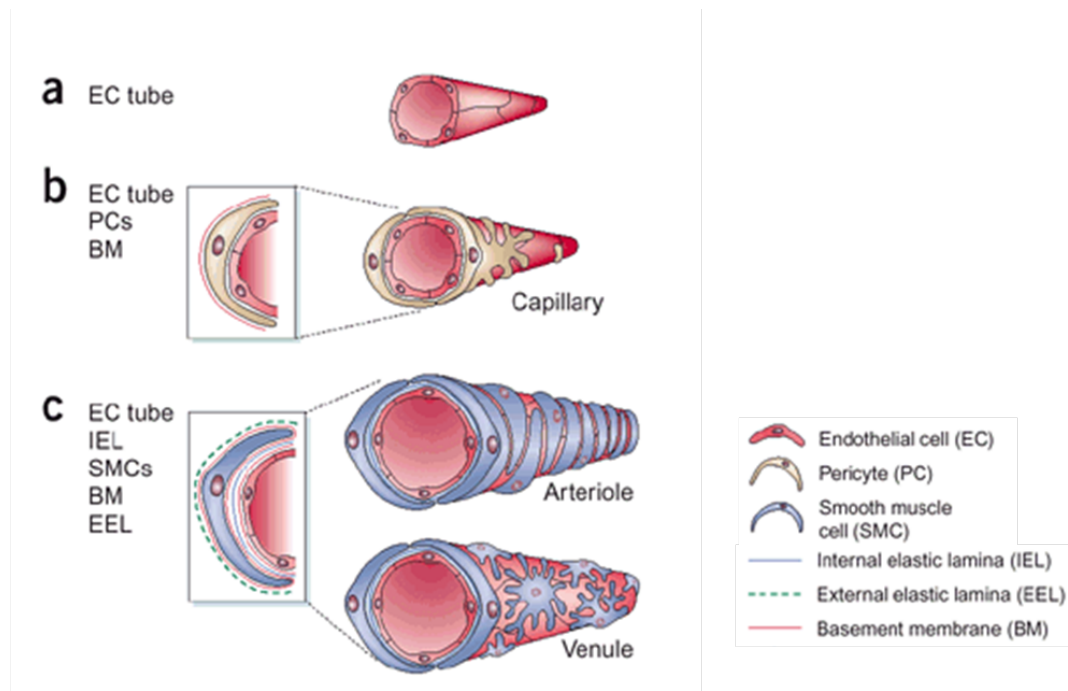 a
EC tube
b
EC tube
PCs
BM
Capillary
c
EC tube
IEL
SMCs
BM
EEL
Arteriole
Venule
Endothelial cell (EC)
Pericyte (PC)
Smooth muscle
cell (SMC)
Internal elastic lamina (IEL)
External elastic lamina (EEL)
Basement membrane (BM)